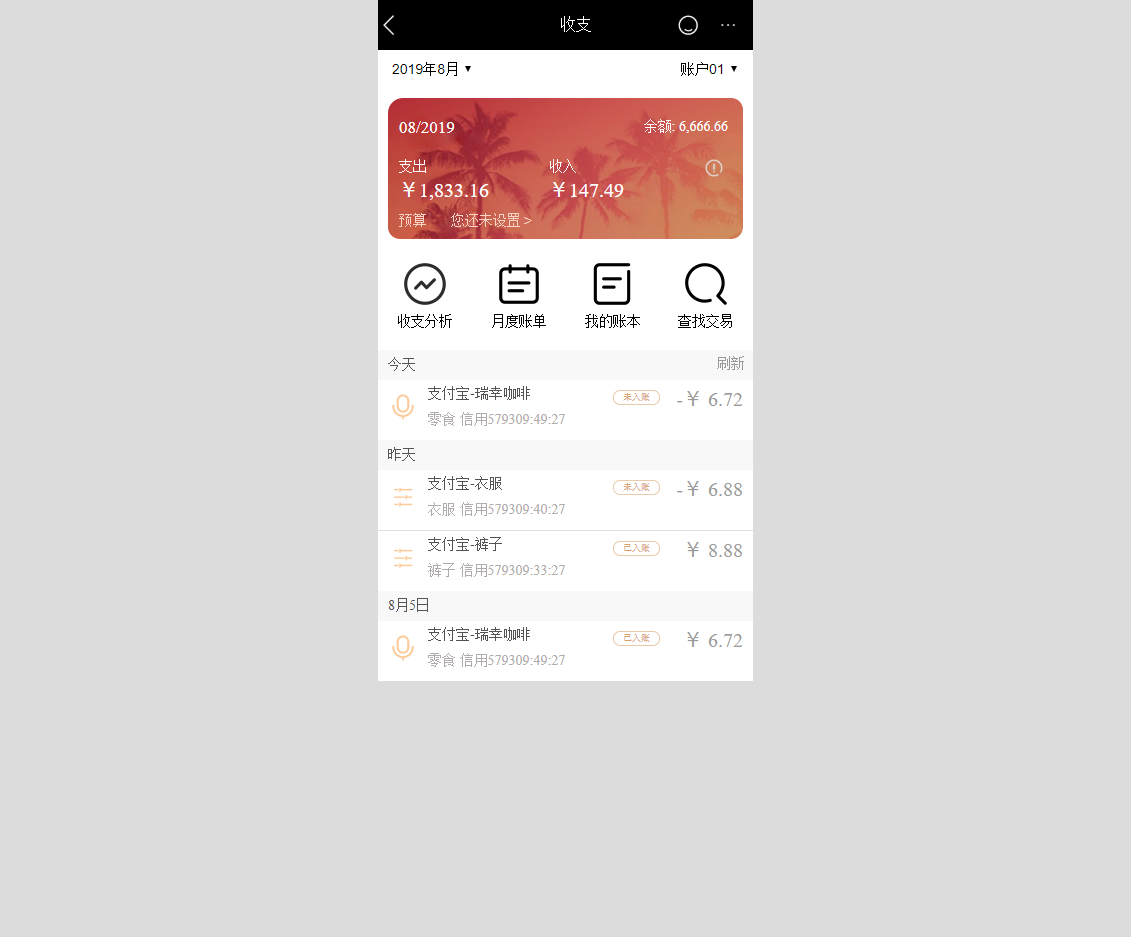 收支
2019年8月 ▼ 账户01 ▼
08/2019 余额: 6,666.66
支出 收入
￥1,833.16 ￥147.49
预算 您还未设置 >
收支分析 月度账单 我的账本 查找交易
今天 刷新
支付宝-瑞幸咖啡 未入账 -￥ 6.72
零食 信用579309:49:27
昨天
支付宝-衣服 未入账 -￥ 6.88
衣服 信用579309:40:27
支付宝-裤子 已入账 ￥ 8.88
裤子 信用579309:33:27
8月5日
支付宝-瑞幸咖啡 已入账 ￥ 6.72
零食 信用579309:49:27